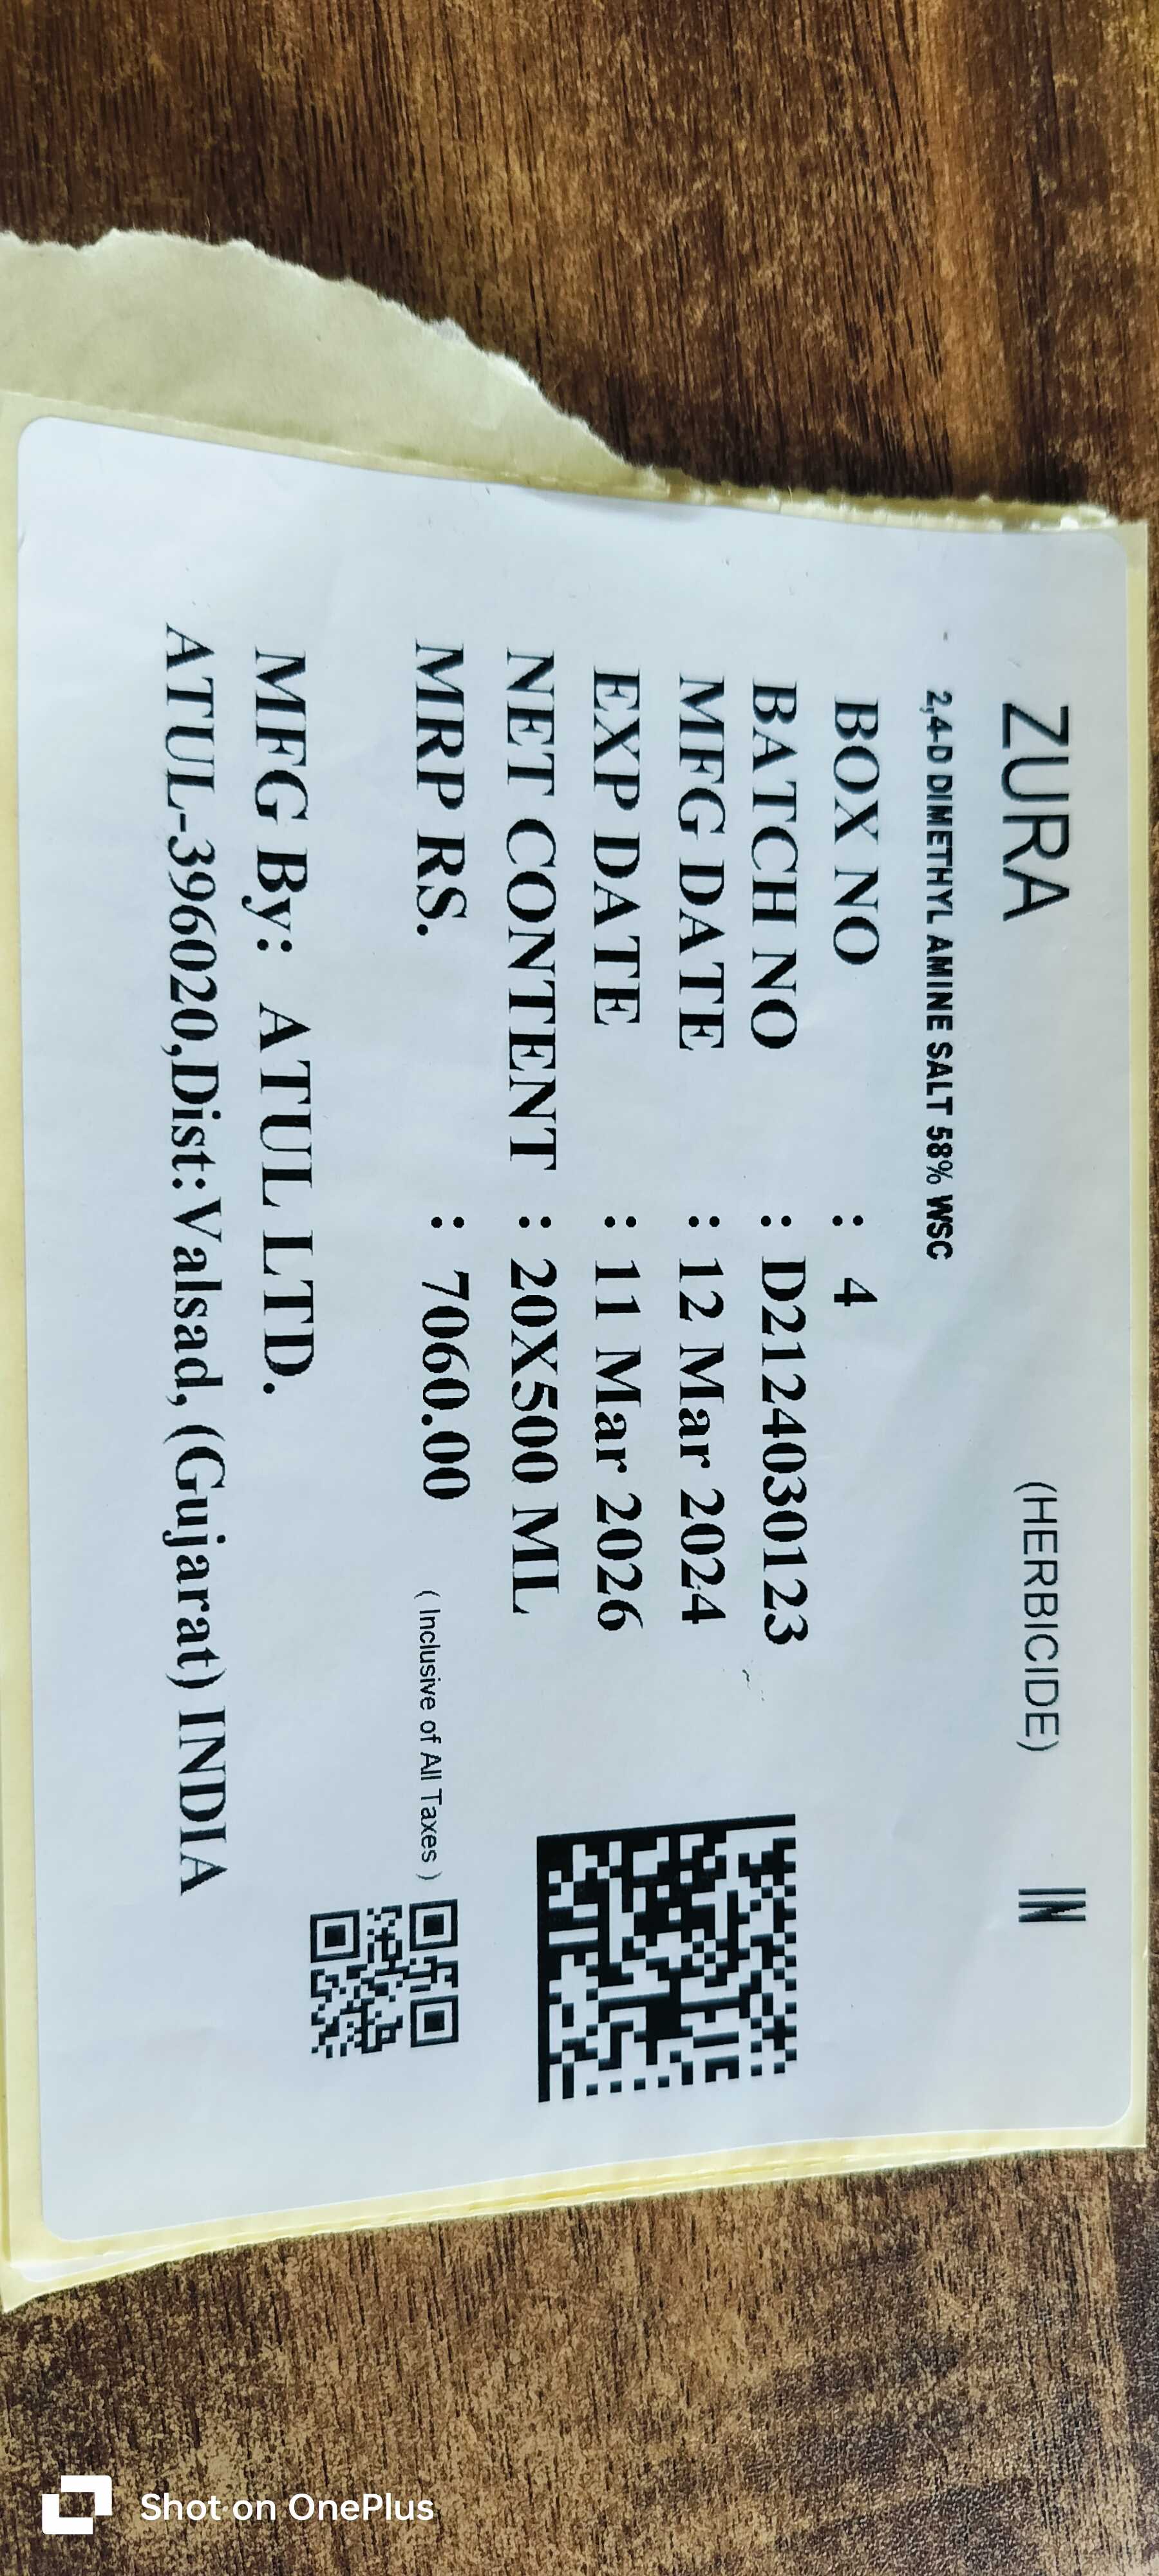 ZURA (HERBICIDE) IN
2,4-D DIMETHYL AMINE SALT 58% WSC
BOX NO : 4
BATCH NO : D2124030123
MFG DATE : 12 Mar 2024
EXP DATE : 11 Mar 2026
NET CONTENT : 20X500 ML
MRP RS. : 7060.00 ( Inclusive of All Taxes )
MFG By: ATUL LTD.
ATUL-396020,Dist:Valsad, (Gujarat) INDIA
Shot on OnePlus